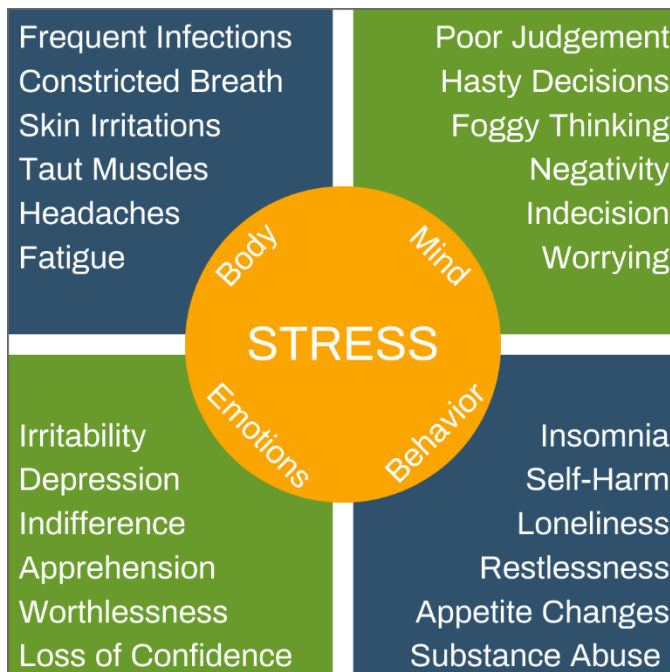 Frequent Infections
Constricted Breath
Skin Irritations
Taut Muscles
Headaches
Fatigue
Poor Judgement
Hasty Decisions
Foggy Thinking
Negativity
Indecision
Worrying
Body
Mind
STRESS
Emotions
Behavior
Irritability
Depression
Indifference
Apprehension
Worthlessness
Loss of Confidence
Insomnia
Self-Harm
Loneliness
Restlessness
Appetite Changes
Substance Abuse